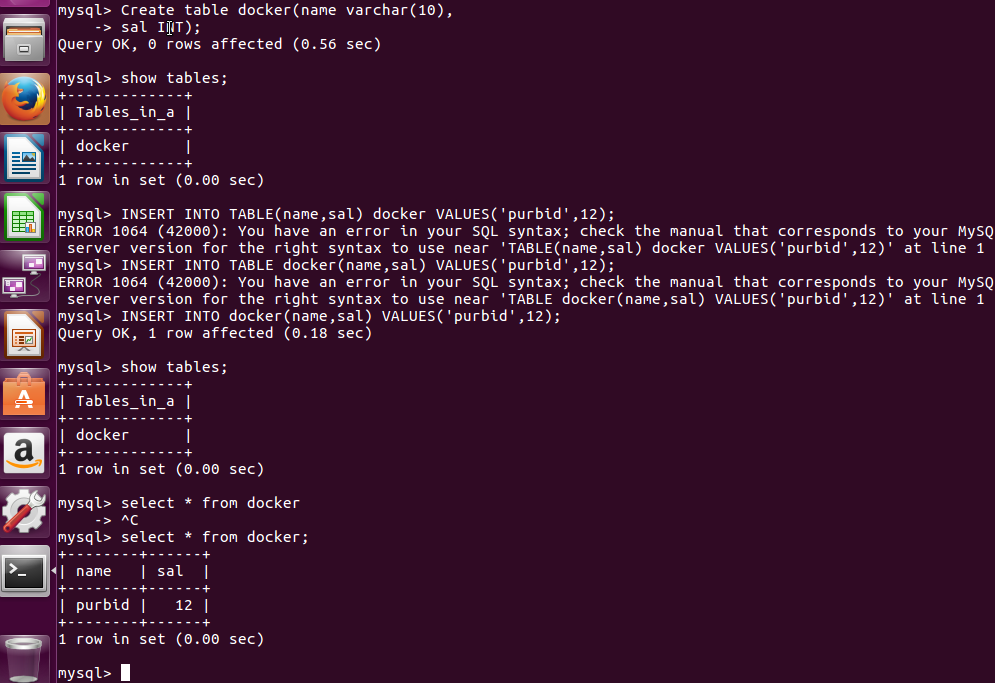 mysql> Create table docker(name varchar(10),
    -> sal INT);
Query OK, 0 rows affected (0.56 sec)

mysql> show tables;
+-------------+
| Tables_in_a |
+-------------+
| docker      |
+-------------+
1 row in set (0.00 sec)

mysql> INSERT INTO TABLE(name,sal) docker VALUES('purbid',12);
ERROR 1064 (42000): You have an error in your SQL syntax; check the manual that corresponds to your MySQ
 server version for the right syntax to use near 'TABLE(name,sal) docker VALUES('purbid',12)' at line 1
mysql> INSERT INTO TABLE docker(name,sal) VALUES('purbid',12);
ERROR 1064 (42000): You have an error in your SQL syntax; check the manual that corresponds to your MySQ
 server version for the right syntax to use near 'TABLE docker(name,sal) VALUES('purbid',12)' at line 1
mysql> INSERT INTO docker(name,sal) VALUES('purbid',12);
Query OK, 1 row affected (0.18 sec)

mysql> show tables;
+-------------+
| Tables_in_a |
+-------------+
| docker      |
+-------------+
1 row in set (0.00 sec)

mysql> select * from docker
    -> ^C
mysql> select * from docker;
+--------+------+
| name   | sal  |
+--------+------+
| purbid |   12 |
+--------+------+
1 row in set (0.00 sec)

mysql>